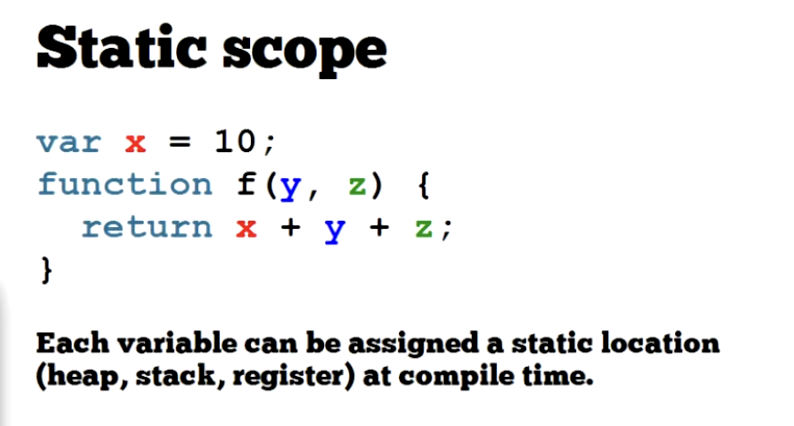 Static scope
var x = 10;
function f(y, z) {
  return x + y + z;
}
Each variable can be assigned a static location
(heap, stack, register) at compile time.